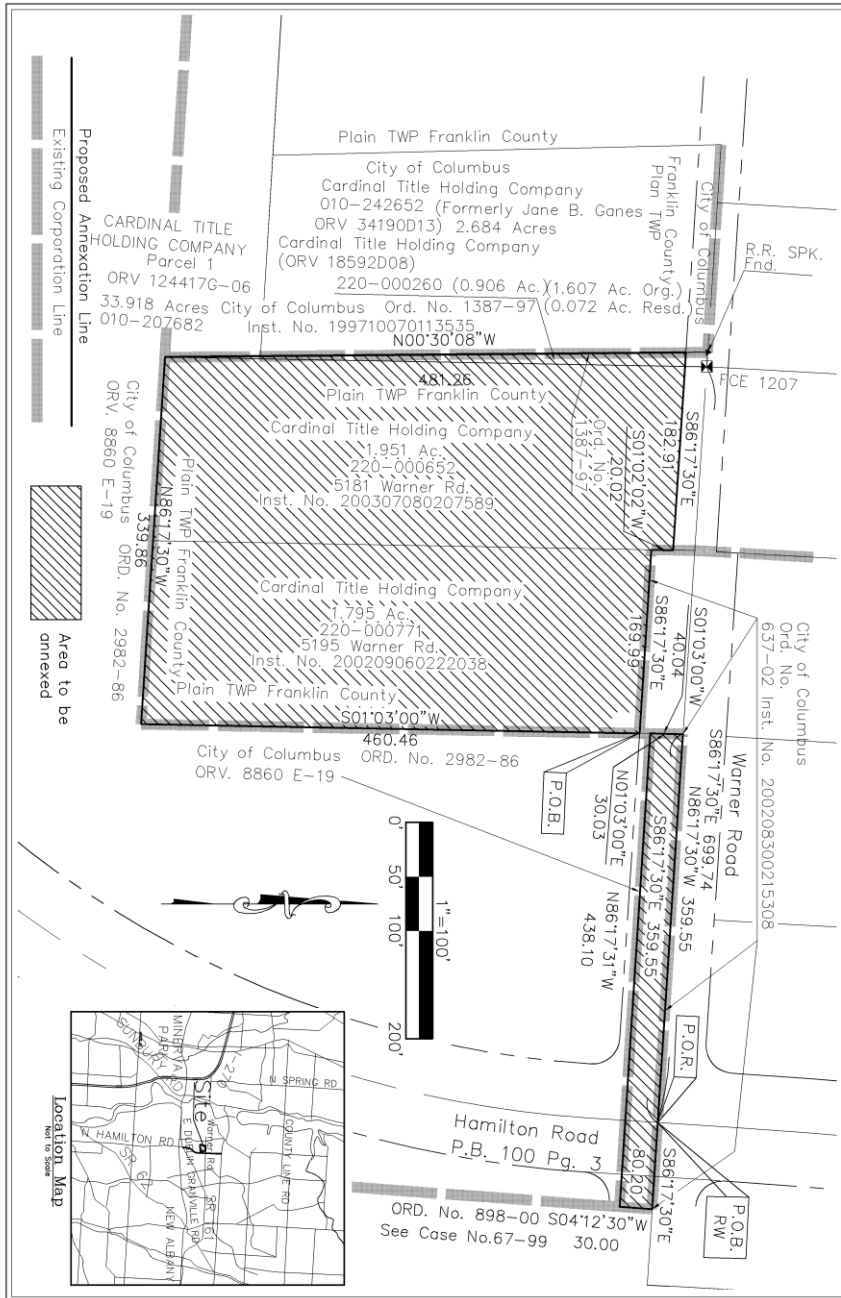 Plain TWP Franklin County
City of Columbus
Cardinal Title Holding Company
010-242652 (Formerly Jane B. Ganes
ORV 34190D13) 2.684 Acres
Cardinal Title Holding Company
(ORV 18592D08)
220-000260 (0.906 Ac.)(1.607 Ac. Org.)
Ord. No. 1387-97 (0.072 Ac. Resd.)
Inst. No. 199710070113535
City of Columbus
Franklin County
Plan TWP
R.R. SPK.
Fnd.
FCE 1207
CARDINAL TITLE
HOLDING COMPANY
Parcel 1
ORV 124417G-06
33.918 Acres City of Columbus
010-207682
N00°30'08"W
481.26
Plain TWP Franklin County
Cardinal Title Holding Company
1.951 Ac.
220-000652
5181 Warner Rd.
Inst. No. 200307080207589
Ord. No.
1387-97
S01°02'02"W
20.02
S86°17'30"E
182.91
Cardinal Title Holding Company
1.795 Ac.
220-000771
5195 Warner Rd.
Inst. No. 200209060222038
Plain TWP Franklin County
S01°03'00"W
460.46
Plain TWP Franklin County
N86°17'30"W
339.86
City of Columbus ORD. No. 2982-86
ORV. 8860 E-19
City of Columbus ORD. No. 2982-86
ORV. 8860 E-19
S86°17'30"E
169.99
S01°03'00"W
40.04
City of Columbus
Ord. No.
637-02 Inst. No. 200208300215308
Warner Road
S86°17'30"E 699.74
N86°17'30"W 359.55
S86°17'30"E 359.55
P.O.B.
N01°03'00"E
30.03
N86°17'31"W
438.10
P.O.R.
P.O.B.
RW
S86°17'30"E
80.20
Hamilton Road
P.B. 100 Pg. 3
ORD. No. 898-00 S04°12'30"W
See Case No.67-99 30.00
1"=100'
0' 50' 100' 200'
Proposed Annexation Line
Existing Corporation Line
Area to be
annexed
Site
MINERVA
PARK
SUNBURY RD
I-270
N SPRING RD
COUNTY LINE RD
Warner Rd
SR 161
E DUBLIN GRANVILLE RD
N HAMILTON RD
SR 62
NEW ALBANY
Location Map
Not to Scale